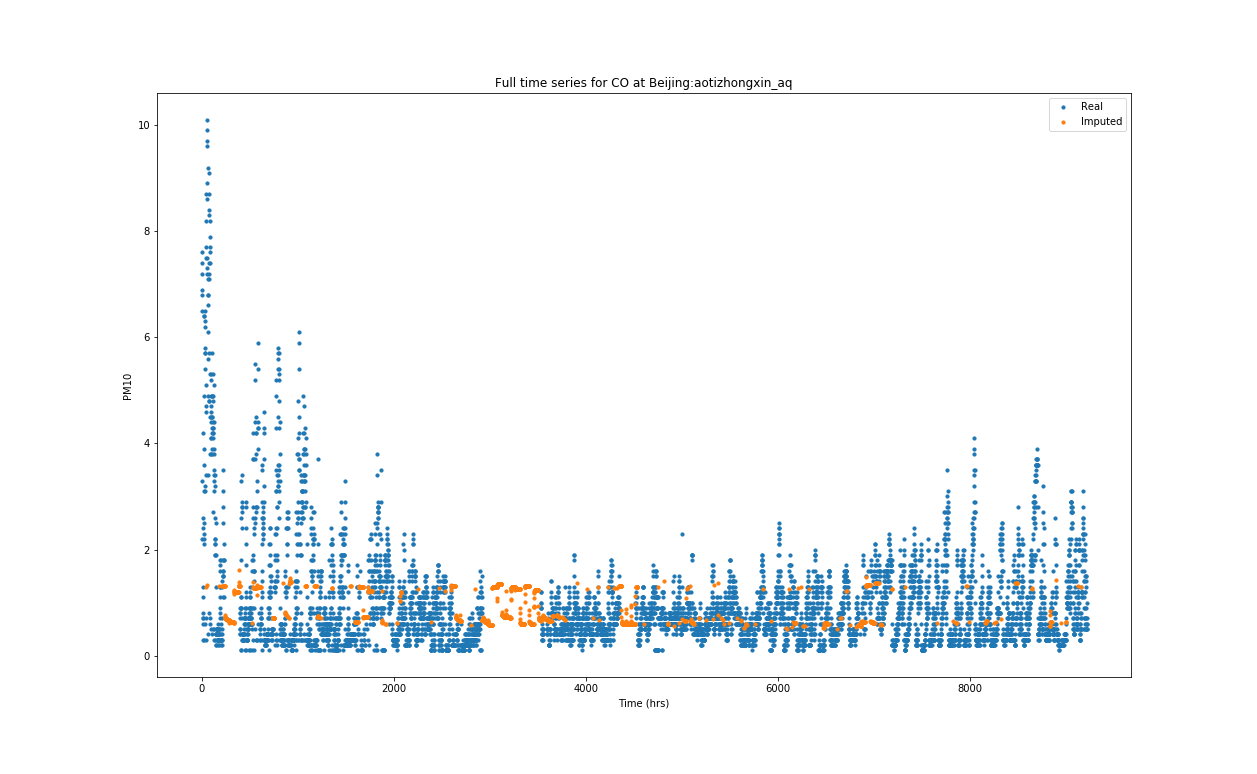 Full time series for CO at Beijing:aotizhongxin_aq
Real
Imputed
PM10
10
8
6
4
2
0
0 2000 4000 6000 8000
Time (hrs)